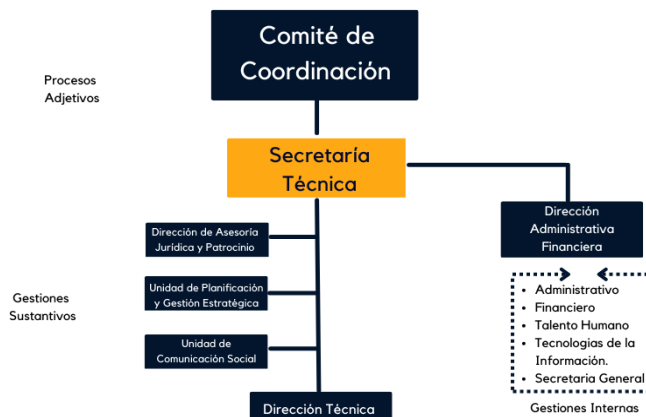 Comité de
Coordinación
Procesos
Adjetivos
Secretaría
Técnica
Dirección
Administrativa
Financiera
Dirección de Asesoría
Jurídica y Patrocinio
Unidad de Planificación
y Gestión Estratégica
Unidad de
Comunicación Social
Gestiones
Sustantivos
• Administrativo
• Financiero
• Talento Humano
• Tecnologias de la
Información.
• Secretaria General
Dirección Técnica
Gestiones Internas